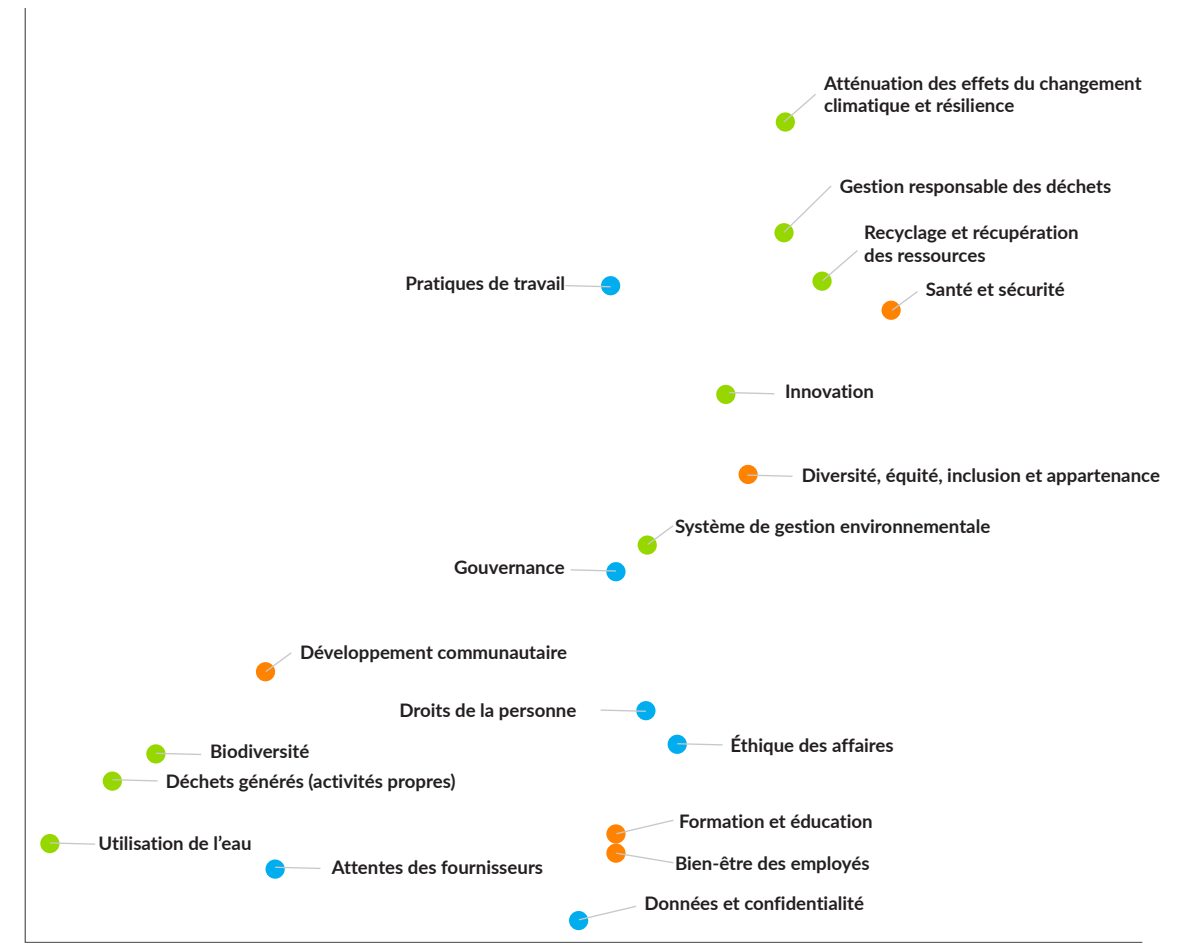 Atténuation des effets du changement
climatique et résilience
Gestion responsable des déchets
Recyclage et récupération
des ressources
Pratiques de travail
Santé et sécurité
Innovation
Diversité, équité, inclusion et appartenance
Système de gestion environnementale
Gouvernance
Développement communautaire
Droits de la personne
Éthique des affaires
Biodiversité
Déchets générés (activités propres)
Formation et éducation
Utilisation de l’eau
Bien-être des employés
Attentes des fournisseurs
Données et confidentialité